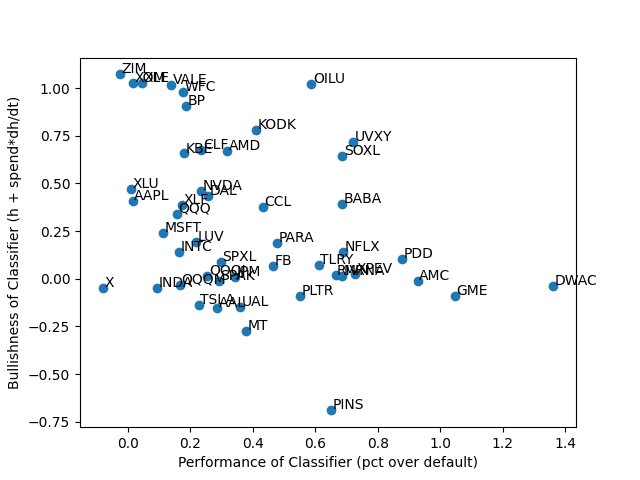 ZIM
XOM
XLE
VALE
WFC
BP
OILU
KODK
UVXY
SOXL
KBE
CLF
AMD
XLU
AAPL
NVDA
DAL
XLF
QQQ
CCL
BABA
MSFT
LUV
INTC
PARA
NFLX
PDD
SPXL
FB
TLRY
X
INDA
QQQM
AMC
GME
DWAC
PLTR
TSLA
AAL
UAL
MT
PINS
1.00
0.75
0.50
0.25
0.00
−0.25
−0.50
−0.75
0.0 0.2 0.4 0.6 0.8 1.0 1.2 1.4
Performance of Classifier (pct over default)
Bullishness of Classifier (h + spend*dh/dt)